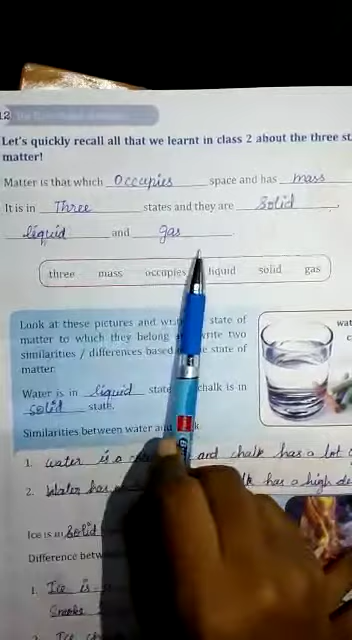 12
Let's quickly recall all that we learnt in class 2 about the three st
matter!
Matter is that which occupies space and has mass
It is in Three states and they are solid,
liquid and gas.
three mass occupies liquid solid gas
Look at these pictures and state of
matter to which they belong write two
similarities / differences based state of
matter.
Water is in liquid state chalk is in
solid state.
wat
Similarities between water and
1. water is a and chalk has a lot
2. Water has has a high de
Ice is in solid
Difference betw
1. Ice is
Smoke
2. Ice